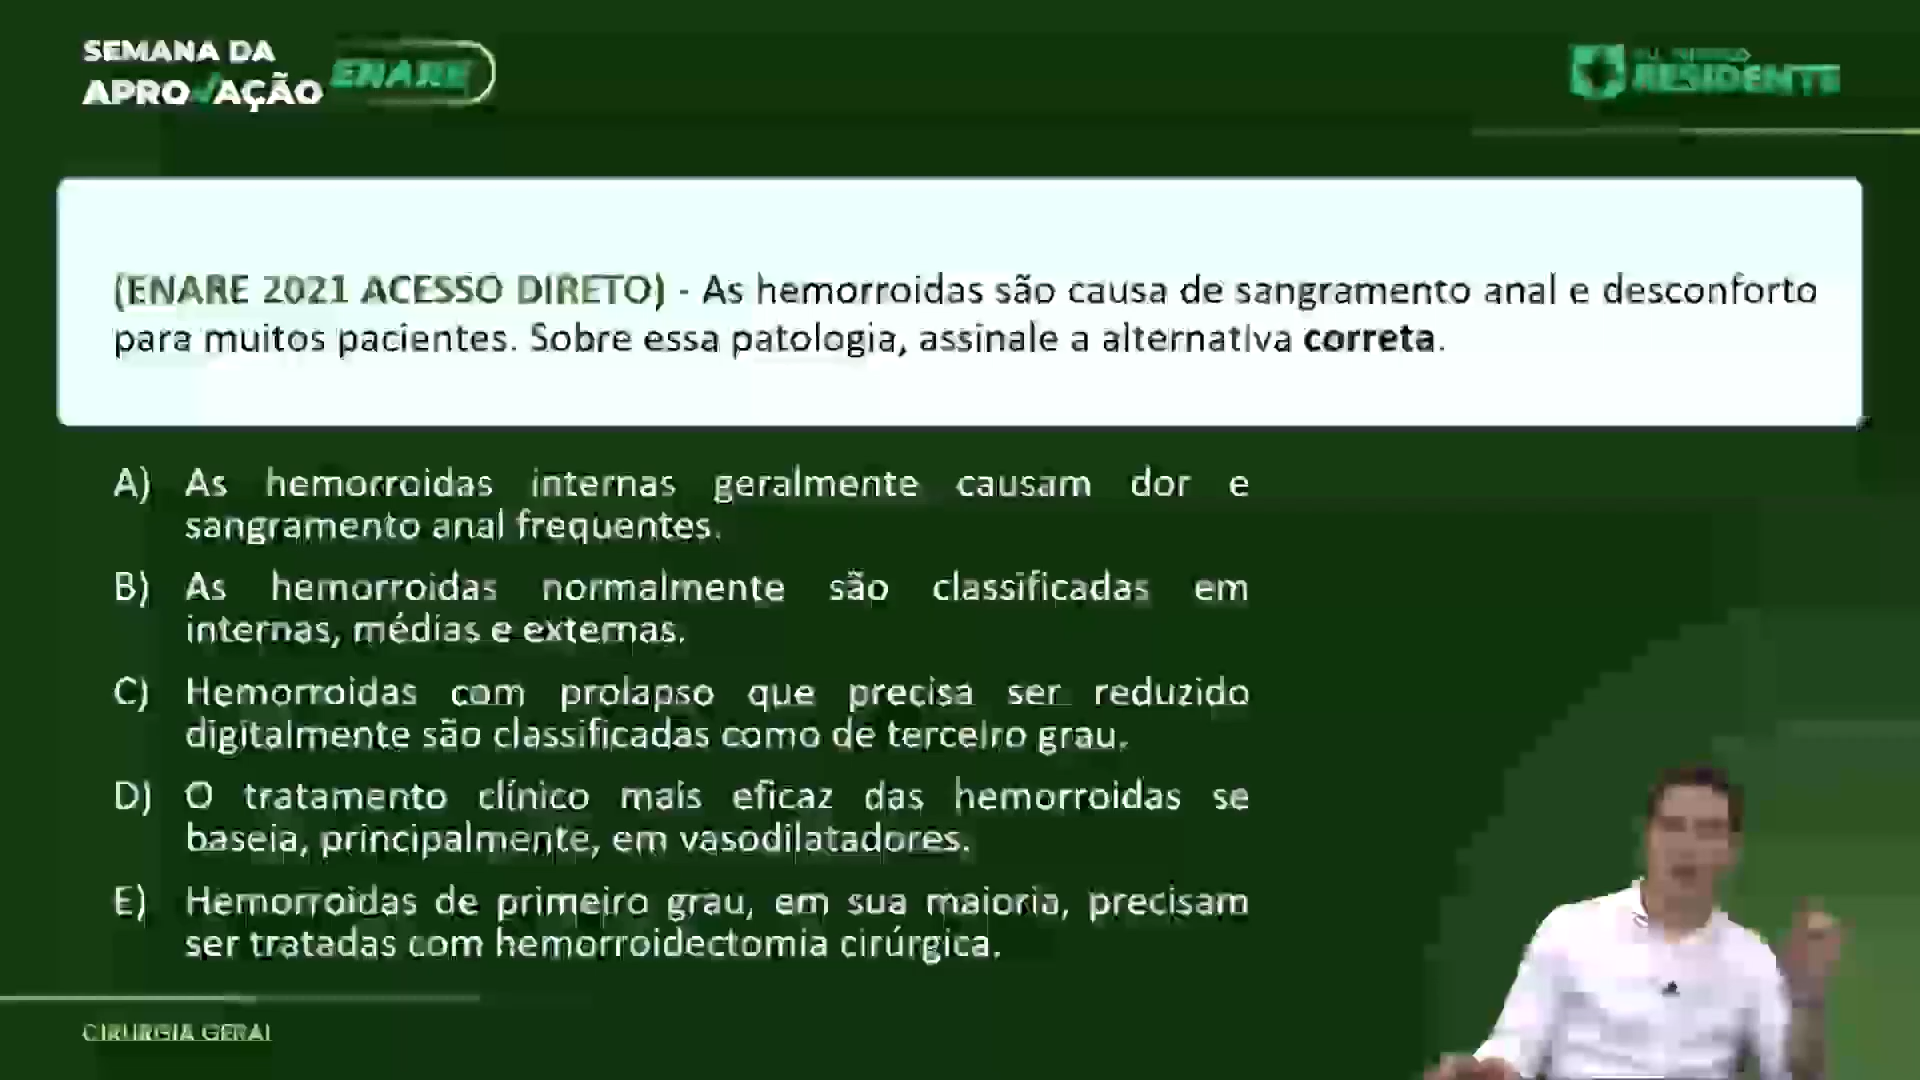 SEMANA DA
APROVAÇÃO ENARE
RESIDENTE
(ENARE 2021 ACESSO DIRETO) - As hemorroidas são causa de sangramento anal e desconforto
para muitos pacientes. Sobre essa patologia, assinale a alternativa correta.
A) As hemorroidas internas geralmente causam dor e
sangramento anal frequentes.
B) As hemorroidas normalmente são classificadas em
internas, médias e externas.
C) Hemorroidas com prolapso que precisa ser reduzido
digitalmente são classificadas como de terceiro grau.
D) O tratamento clínico mais eficaz das hemorroidas se
baseia, principalmente, em vasodilatadores.
E) Hemorroidas de primeiro grau, em sua maioria, precisam
ser tratadas com hemorroidectomia cirúrgica.
CIRURGIA GERAL